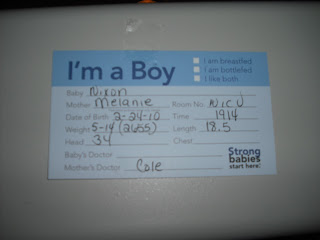 I'm a Boy
I am breastfed
I am bottlefed
I like both
Baby Nixon
Mother Melanie Room No. N.I.C.U
Date of Birth 2-24-10 Time 1914
Weight 5-14 (2655) Length 18.5
Head 34 Chest
Baby's Doctor
Mother's Doctor Cole
Strong babies start here.